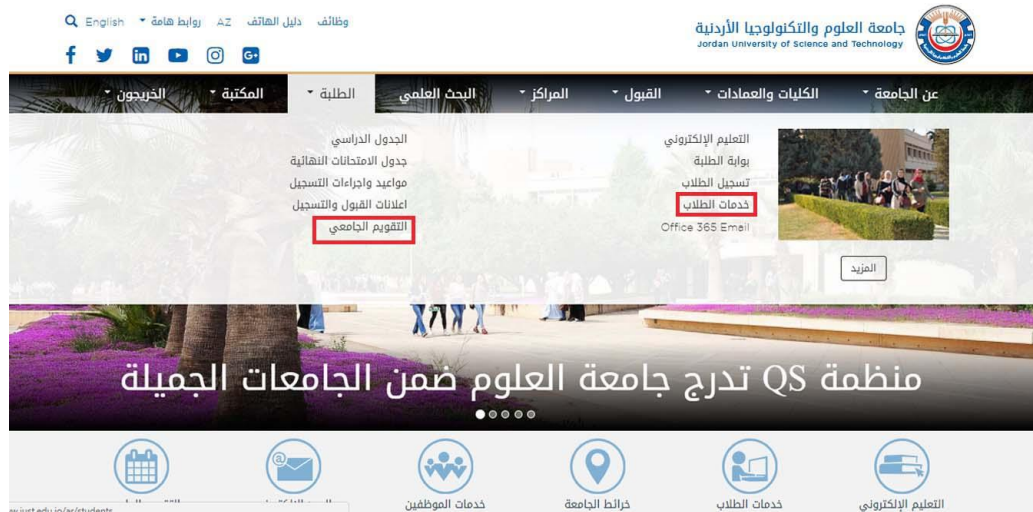 جامعة العلوم والتكنولوجيا الأردنية
Jordan University of Science and Technology
وظائف دليل الهاتف AZ روابط هامة English
عن الجامعة الكليات والعمادات القبول المراكز البحث العلمي الطلبة المكتبة الخريجون
التعليم الإلكتروني
بوابة الطلبة
تسجيل الطلاب
خدمات الطلاب
Office 365 Email
الجدول الدراسي
جدول الامتحانات النهائية
مواعيد واجراءات التسجيل
اعلانات القبول والتسجيل
التقويم الجامعي
المزيد
منظمة QS تدرج جامعة العلوم ضمن الجامعات الجميلة
التعليم الإلكتروني
خدمات الطلاب
خرائط الجامعة
خدمات الموظفين